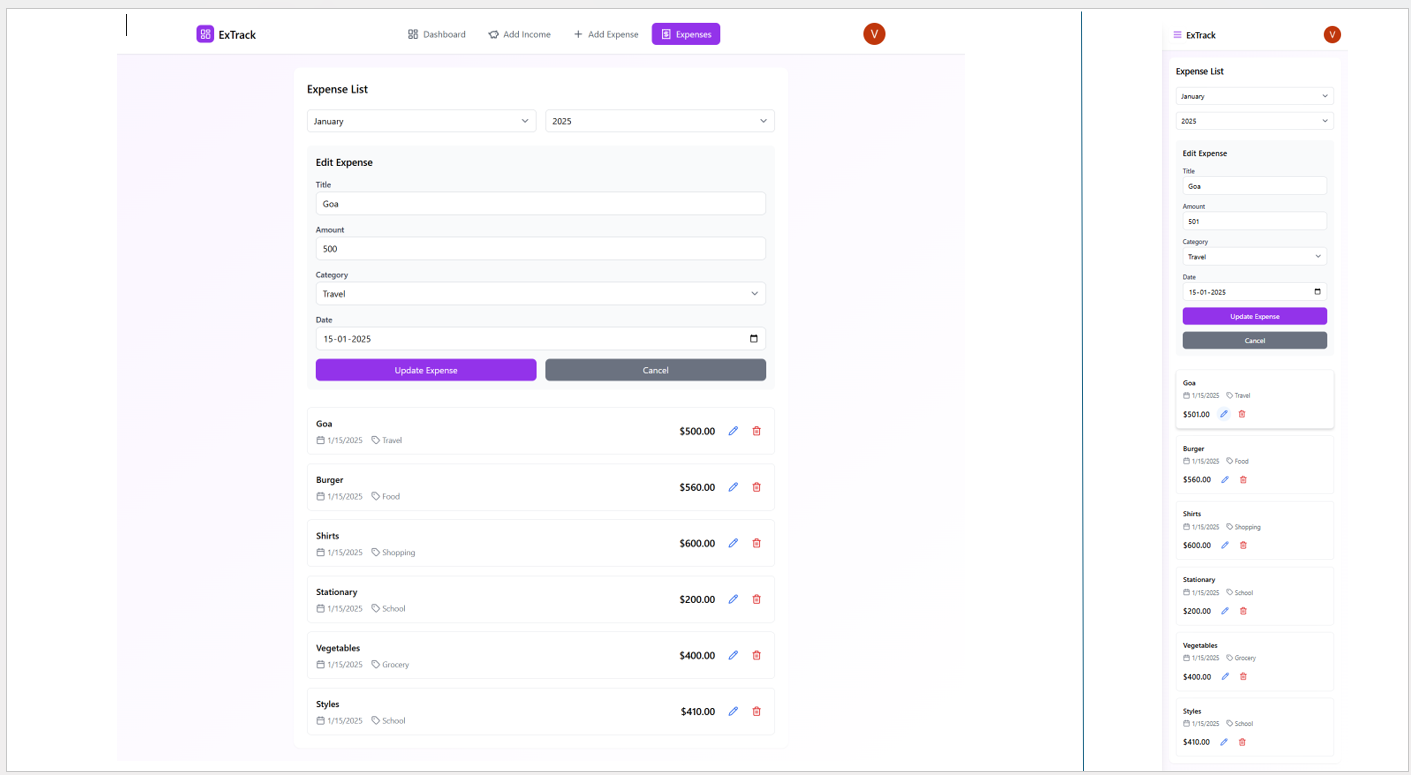 ExTrack Dashboard Add Income Add Expense Expenses V
Expense List
January 2025
Edit Expense
Title
Goa
Amount
500
Category
Travel
Date
15-01-2025
Update Expense Cancel
Goa
1/15/2025 Travel
$500.00
Burger
1/15/2025 Food
$560.00
Shirts
1/15/2025 Shopping
$600.00
Stationary
1/15/2025 School
$200.00
Vegetables
1/15/2025 Grocery
$400.00
Styles
1/15/2025 School
$410.00
ExTrack V
Expense List
January
2025
Edit Expense
Title
Goa
Amount
501
Category
Travel
Date
15-01-2025
Update Expense
Cancel
Goa
1/15/2025 Travel
$501.00
Burger
1/15/2025 Food
$560.00
Shirts
1/15/2025 Shopping
$600.00
Stationary
1/15/2025 School
$200.00
Vegetables
1/15/2025 Grocery
$400.00
Styles
1/15/2025 School
$410.00